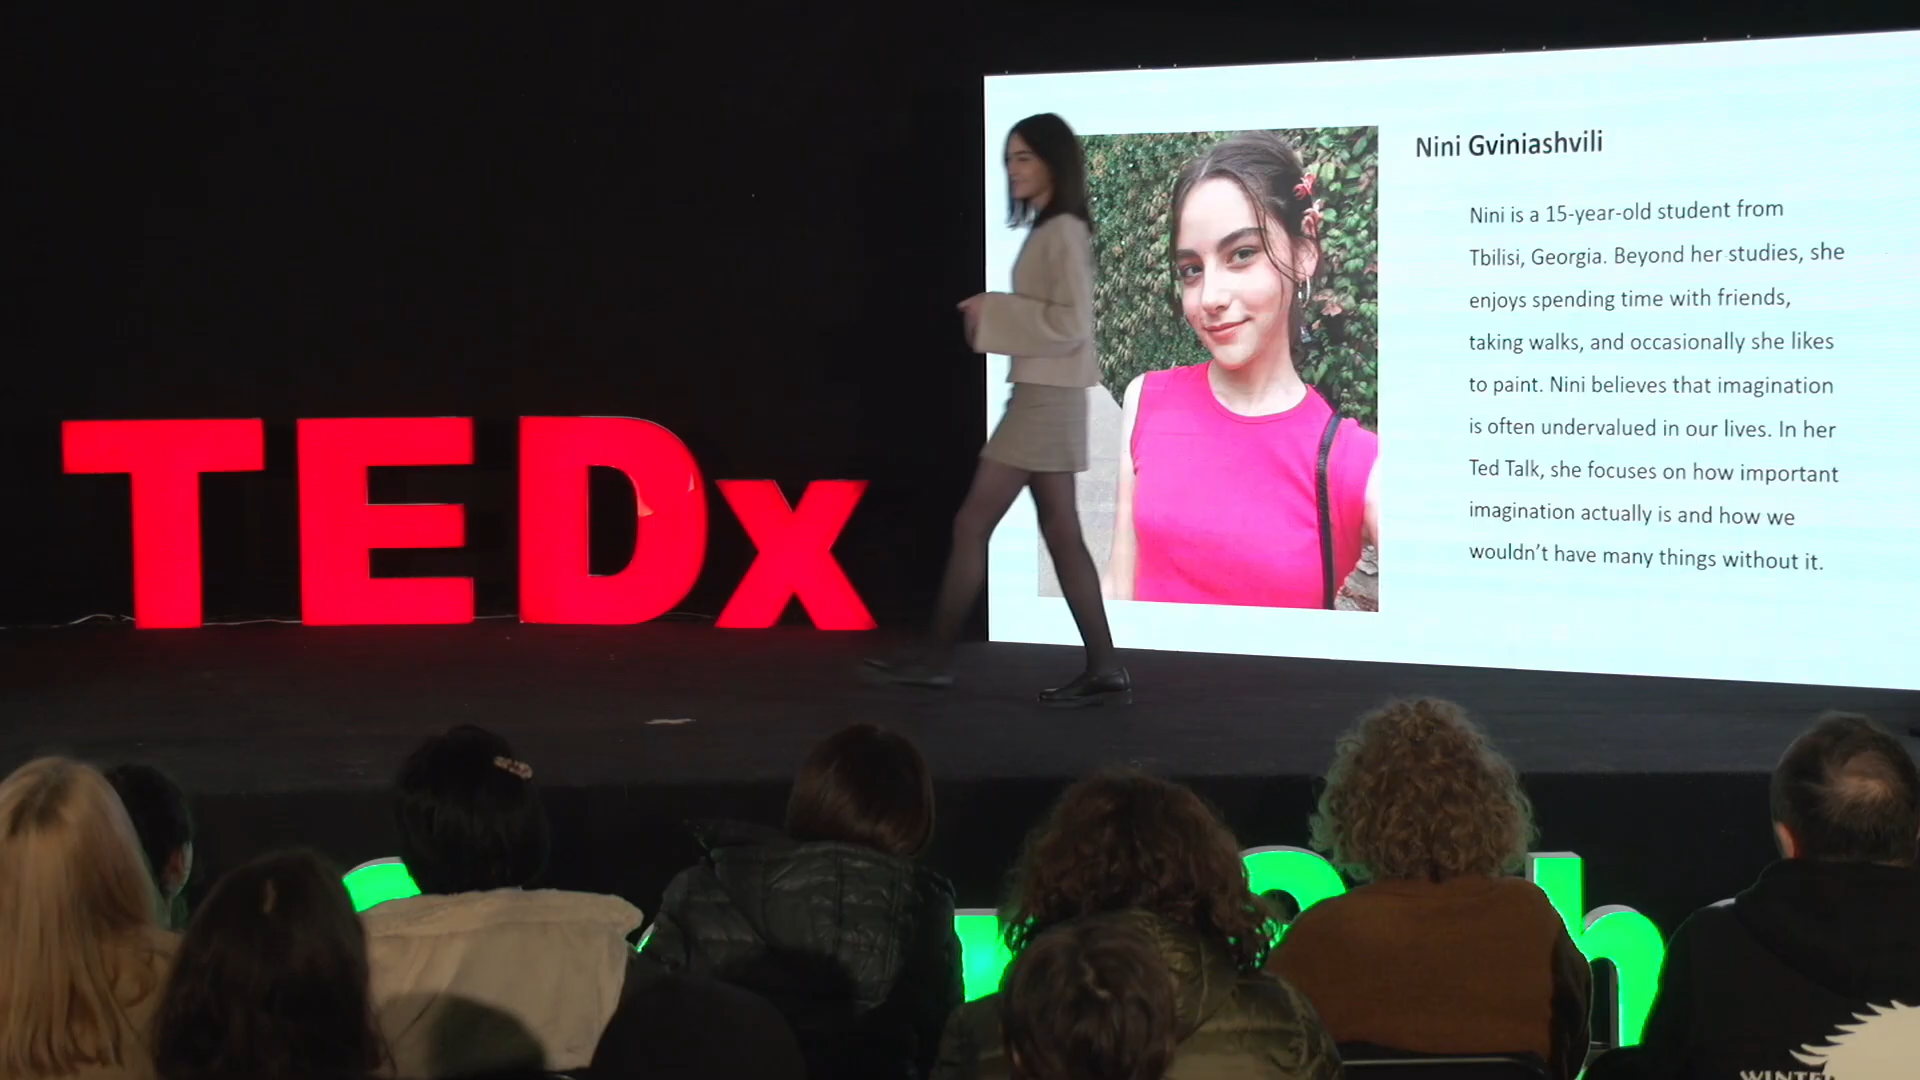 TEDx
Nini Gviniashvili
Nini is a 15-year-old student from
Tbilisi, Georgia. Beyond her studies, she
enjoys spending time with friends,
taking walks, and occasionally she likes
to paint. Nini believes that imagination
is often undervalued in our lives. In her
Ted Talk, she focuses on how important
imagination actually is and how we
wouldn't have many things without it.